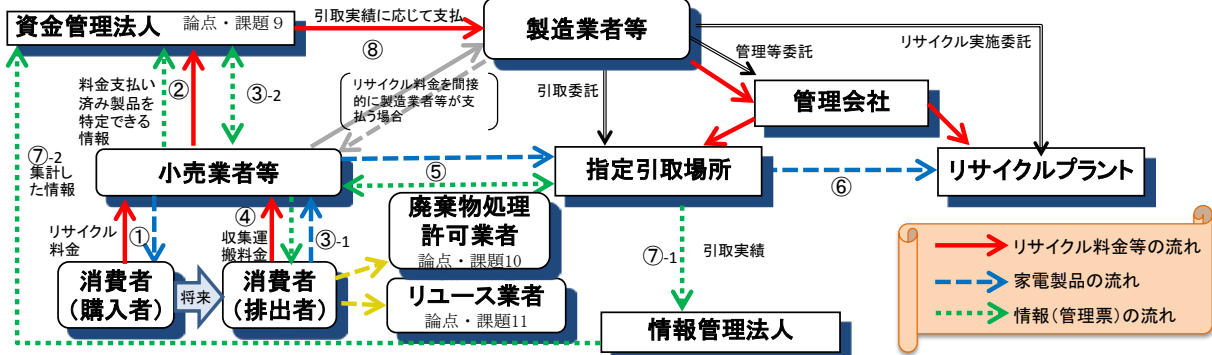 資金管理法人 論点・課題9
引取実績に応じて支払
⑧
製造業者等
リサイクル実施委託
管理等委託
料金支払い
済み製品を
特定できる
情報
②
③-2
リサイクル料金を間接
的に製造業者等が支
払う場合
引取委託
管理会社
⑦-2
集計し
た情報
小売業者等
⑤
指定引取場所
⑥
リサイクルプラント
リサイクル
料金
①
④
収集運
搬料金
③-1
廃棄物処理
許可業者
論点・課題10
⑦-1
引取実績
消費者
(購入者)
将来
消費者
(排出者)
リユース業者
論点・課題11
情報管理法人
リサイクル料金等の流れ
家電製品の流れ
情報(管理票)の流れ